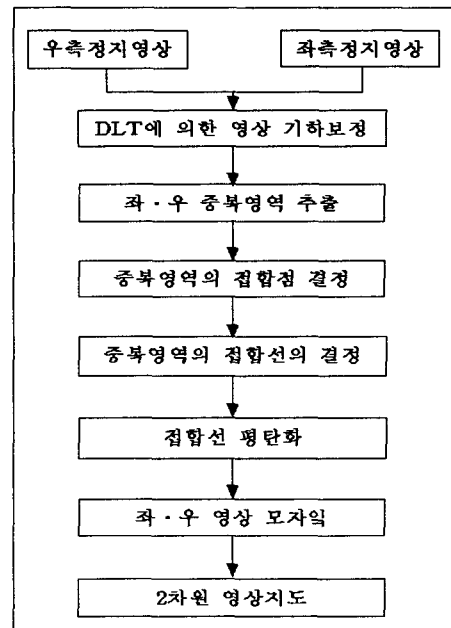 우측정지영상
좌측정지영상
DLT에 의한 영상 기하보정
좌·우 중복영역 추출
중복영역의 접합점 결정
중복영역의 접합선의 결정
접합선 평탄화
좌·우 영상 모자익
2차원 영상지도